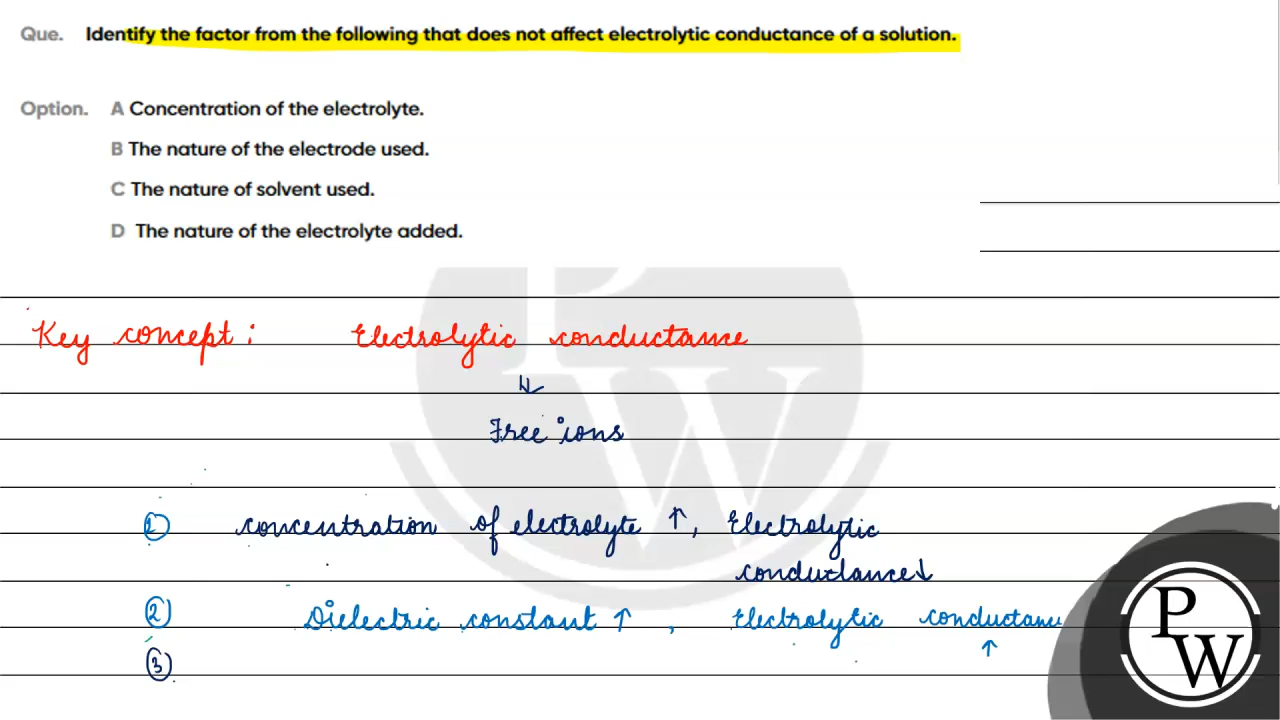 Que. Identify the factor from the following that does not affect electrolytic conductance of a solution.
Option. A Concentration of the electrolyte.
B The nature of the electrode used.
C The nature of solvent used.
D The nature of the electrolyte added.
Key concept: Electrolytic conductance
↓
Free ions
① concentration of electrolyte ↑, Electrolytic
conductance↓
② Dielectric constant ↑, Electrolytic conductanc
↑
③
P
W